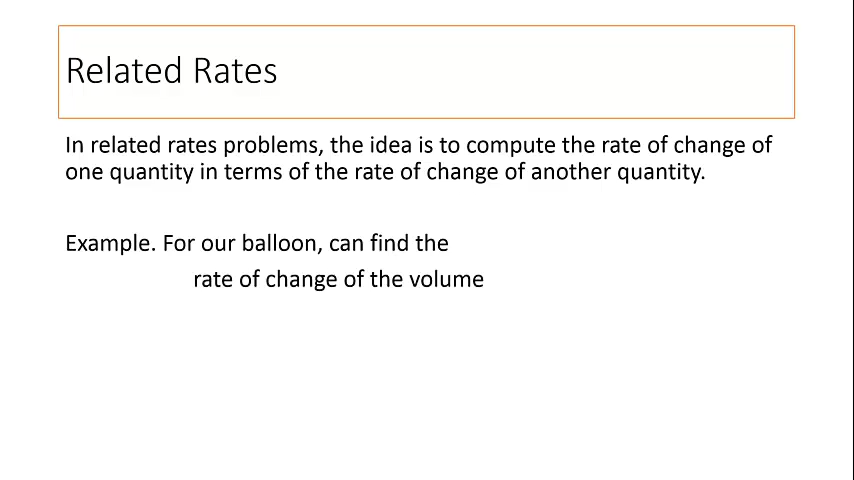 Related Rates
In related rates problems, the idea is to compute the rate of change of
one quantity in terms of the rate of change of another quantity.
Example. For our balloon, can find the
rate of change of the volume